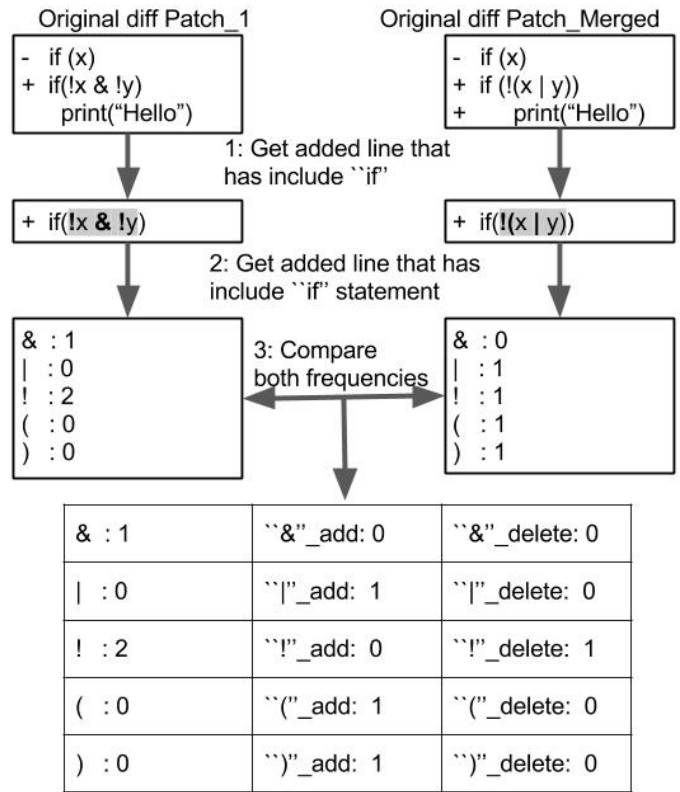 Original diff Patch_1
Original diff Patch_Merged
- if (x)
+ if(!x & !y)
print(“Hello”)
- if (x)
+ if (!(x | y))
+ print(“Hello”)
1: Get added line that
has include ``if”
+ if(!x & !y)
+ if(!(x | y))
2: Get added line that has
include ``if” statement
& : 1
| : 0
! : 2
( : 0
) : 0
3: Compare
both frequencies
& : 0
| : 1
! : 1
( : 1
) : 1
& : 1 ``&”_add: 0 ``&”_delete: 0
| : 0 ``|”_add: 1 ``|”_delete: 0
! : 2 ``!”_add: 0 ``!”_delete: 1
( : 0 ``(”_add: 1 ``(”_delete: 0
) : 0 ``)”_add: 1 ``)”_delete: 0